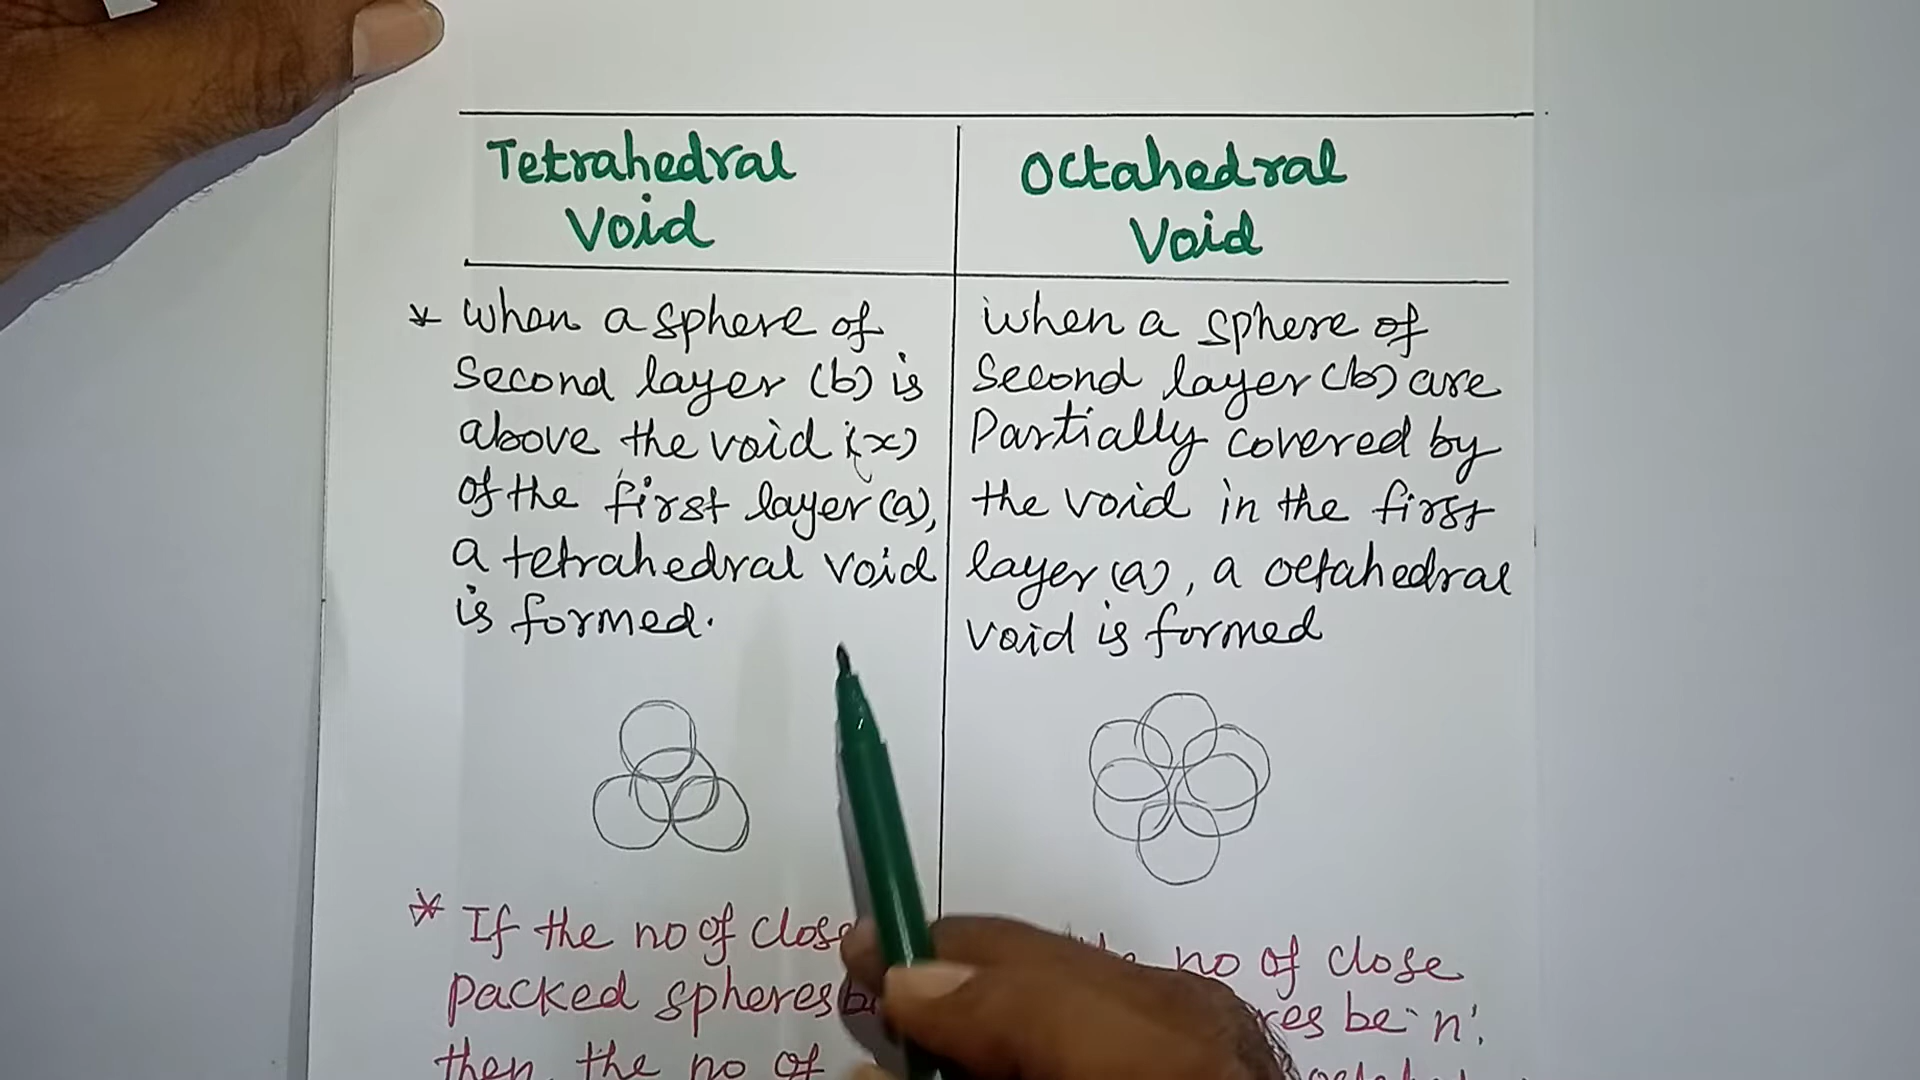 Tetrahedral
Void
* When a sphere of
Second layer (b) is
above the void (x)
of the first layer (a),
a tetrahedral void
is formed.
* If the no of close
packed spheres
then, the no of
Octahedral
Void
when a sphere of
Second layer (b) are
Partially covered by
the void in the first
layer (a), a octahedral
void is formed
no of close
be 'n'.